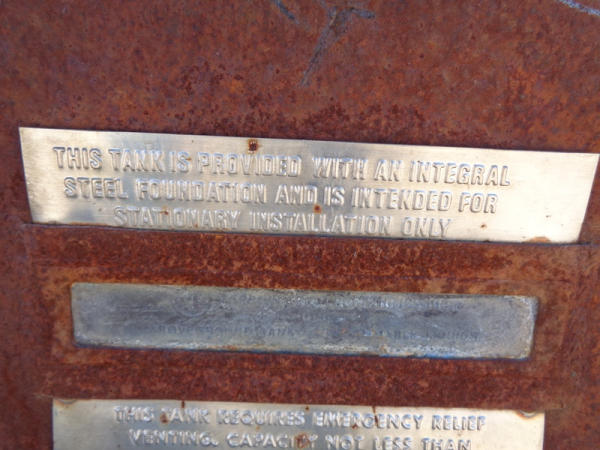 THIS TANK IS PROVIDED WITH AN INTEGRAL
STEEL FOUNDATION AND IS INTENDED FOR
STATIONARY INSTALLATION ONLY
THIS TANK REQUIRES EMERGENCY RELIEF
VENTING. CAPACITY NOT LESS THAN